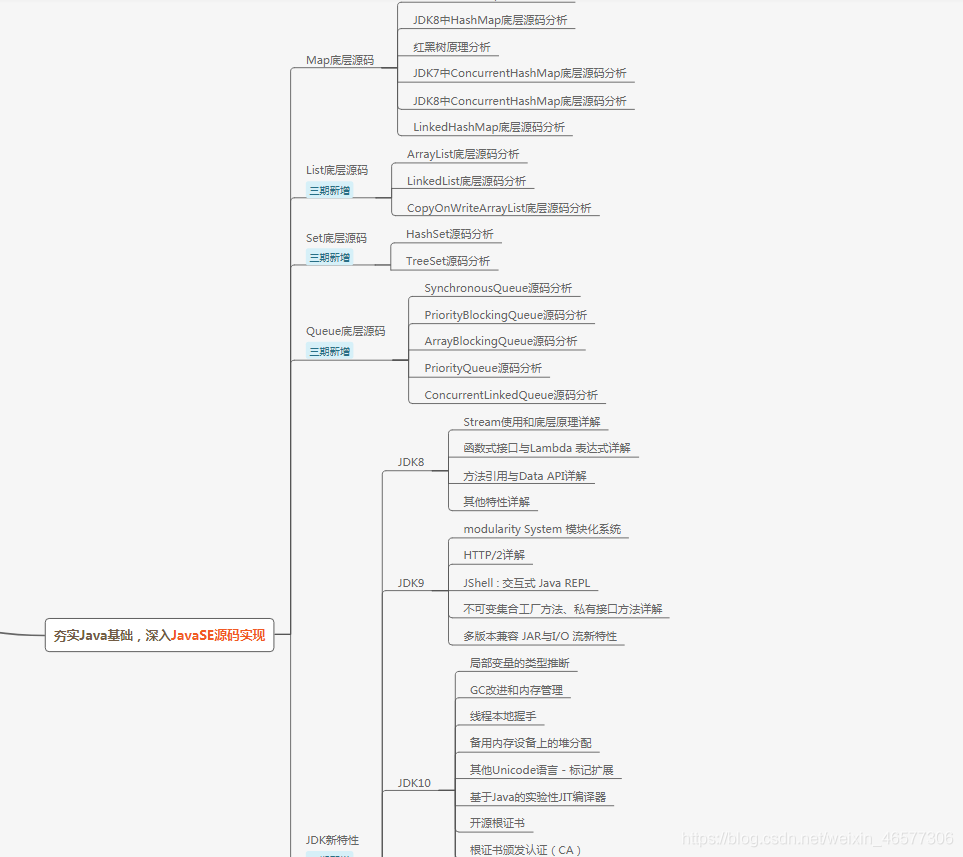 JDK8中HashMap底层源码分析
红黑树原理分析
Map底层源码
JDK7中ConcurrentHashMap底层源码分析
JDK8中ConcurrentHashMap底层源码分析
LinkedHashMap底层源码分析
ArrayList底层源码分析
List底层源码
三期新增
LinkedList底层源码分析
CopyOnWriteArrayList底层源码分析
Set底层源码
三期新增
HashSet源码分析
TreeSet源码分析
SynchronousQueue源码分析
PriorityBlockingQueue源码分析
Queue底层源码
三期新增
ArrayBlockingQueue源码分析
PriorityQueue源码分析
ConcurrentLinkedQueue源码分析
Stream使用和底层原理详解
函数式接口与Lambda 表达式详解
JDK8
方法引用与Data API详解
其他特性详解
modularity System 模块化系统
HTTP/2详解
JDK9
JShell : 交互式 Java REPL
不可变集合工厂方法、私有接口方法详解
多版本兼容 JAR与I/O 流新特性
夯实Java基础，深入JavaSE源码实现
局部变量的类型推断
GC改进和内存管理
线程本地握手
备用内存设备上的堆分配
JDK10
其他Unicode语言 - 标记扩展
基于Java的实验性JIT编译器
开源根证书
根证书颁发认证（CA）
JDK新特性
https://blog.csdn.net/weixin_46577306